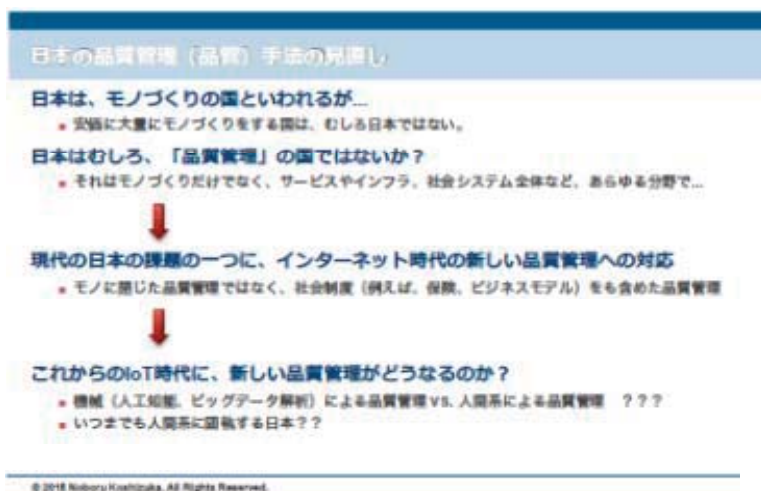 日本の品質管理（品管）手法の見直し
日本は、モノづくりの国といわれるが...
安価に大量にモノづくりをする国は、むしろ日本ではない。
日本はむしろ、「品質管理」の国ではないか？
それはモノづくりだけでなく、サービスやインフラ、社会システム全体など、あらゆる分野で...
現代の日本の課題の一つに、インターネット時代の新しい品質管理への対応
モノに閉じた品質管理ではなく、社会制度（例えば、保険、ビジネスモデル）をも含めた品質管理
これからのIoT時代に、新しい品質管理がどうなるのか？
機械（人工知能、ビッグデータ解析）による品質管理 VS. 人間系による品質管理　？？？
いつまでも人間系に固執する日本？？
© 2018 Noboru Koshizuka. All Rights Reserved.